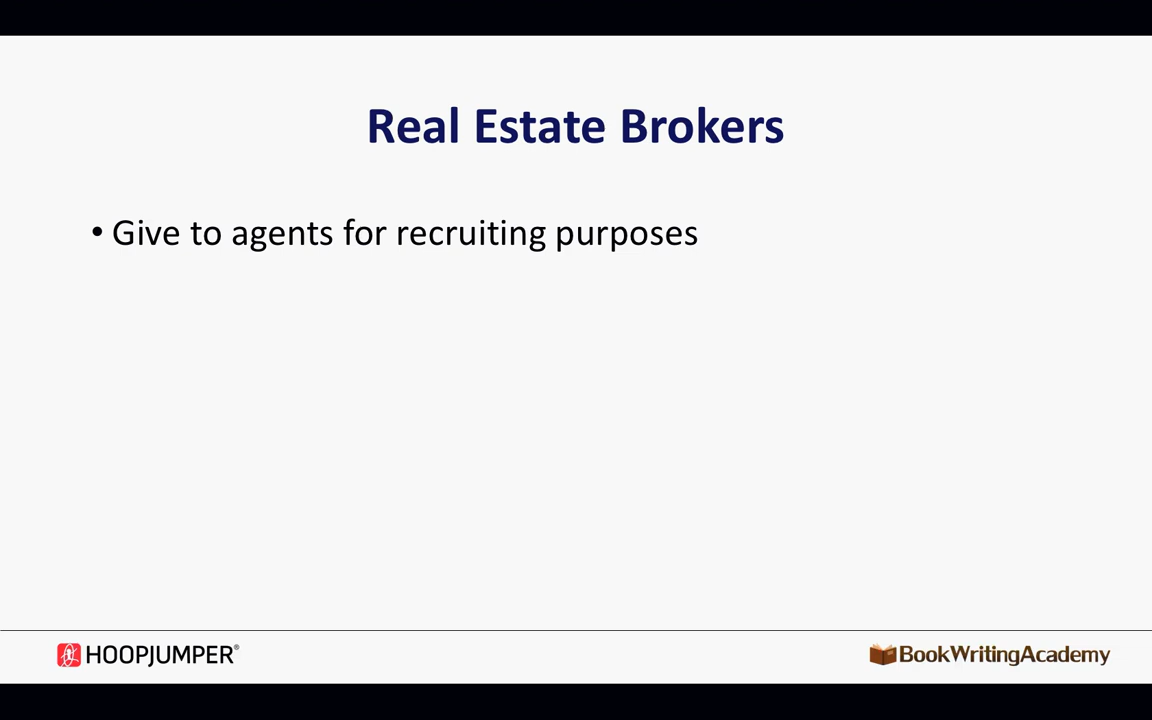 Real Estate Brokers
• Give to agents for recruiting purposes
HOOPJUMPER®
BookWritingAcademy